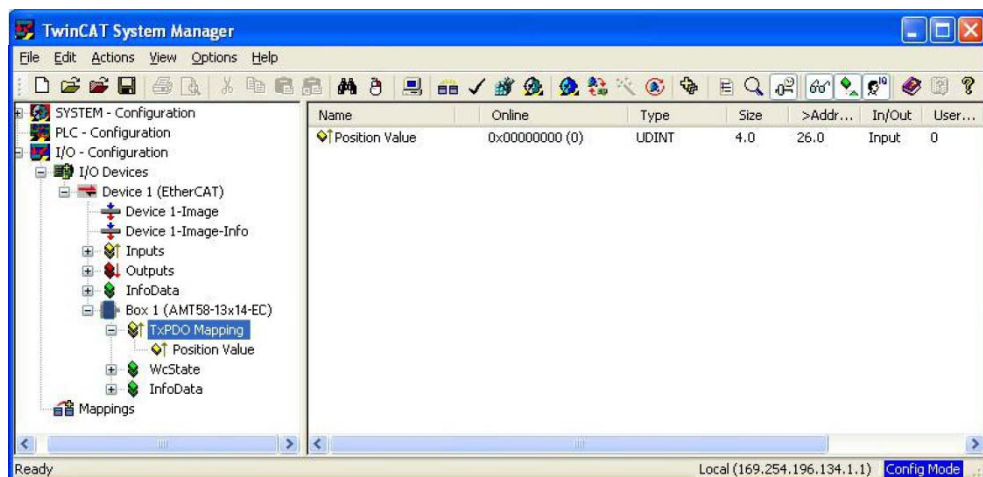 TwinCAT System Manager
File Edit Actions View Options Help
SYSTEM - Configuration
PLC - Configuration
I/O - Configuration
I/O Devices
Device 1 (EtherCAT)
Device 1-Image
Device 1-Image-Info
Inputs
Outputs
InfoData
Box 1 (AMT58-13x14-EC)
TxPDO Mapping
Position Value
WcState
InfoData
Mappings
Name Online Type Size >Addr... In/Out User...
Position Value 0x00000000 (0) UDINT 4.0 26.0 Input 0
Ready Local (169.254.196.134.1.1) Config Mode